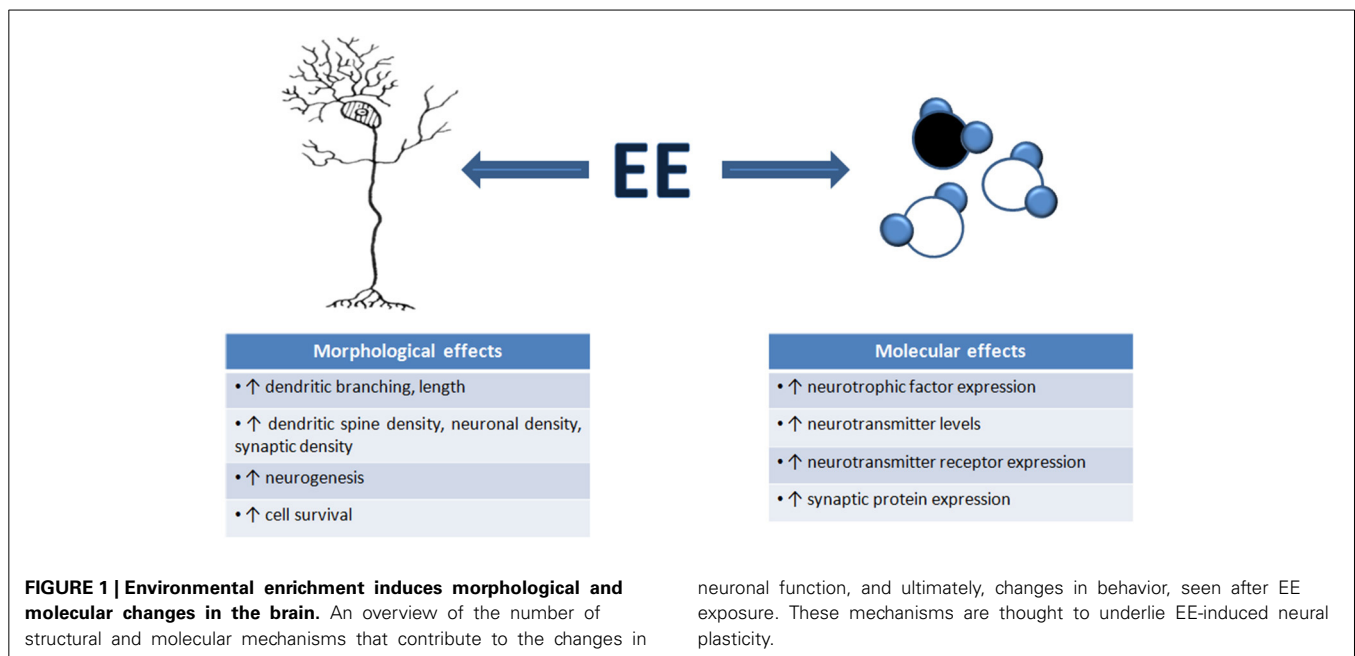 EE
Morphological effects
• ↑ dendritic branching, length
• ↑ dendritic spine density, neuronal density,
synaptic density
• ↑ neurogenesis
• ↑ cell survival
Molecular effects
• ↑ neurotrophic factor expression
• ↑ neurotransmitter levels
• ↑ neurotransmitter receptor expression
• ↑ synaptic protein expression
FIGURE 1 | Environmental enrichment induces morphological and
molecular changes in the brain. An overview of the number of
structural and molecular mechanisms that contribute to the changes in
neuronal function, and ultimately, changes in behavior, seen after EE
exposure. These mechanisms are thought to underlie EE-induced neural
plasticity.